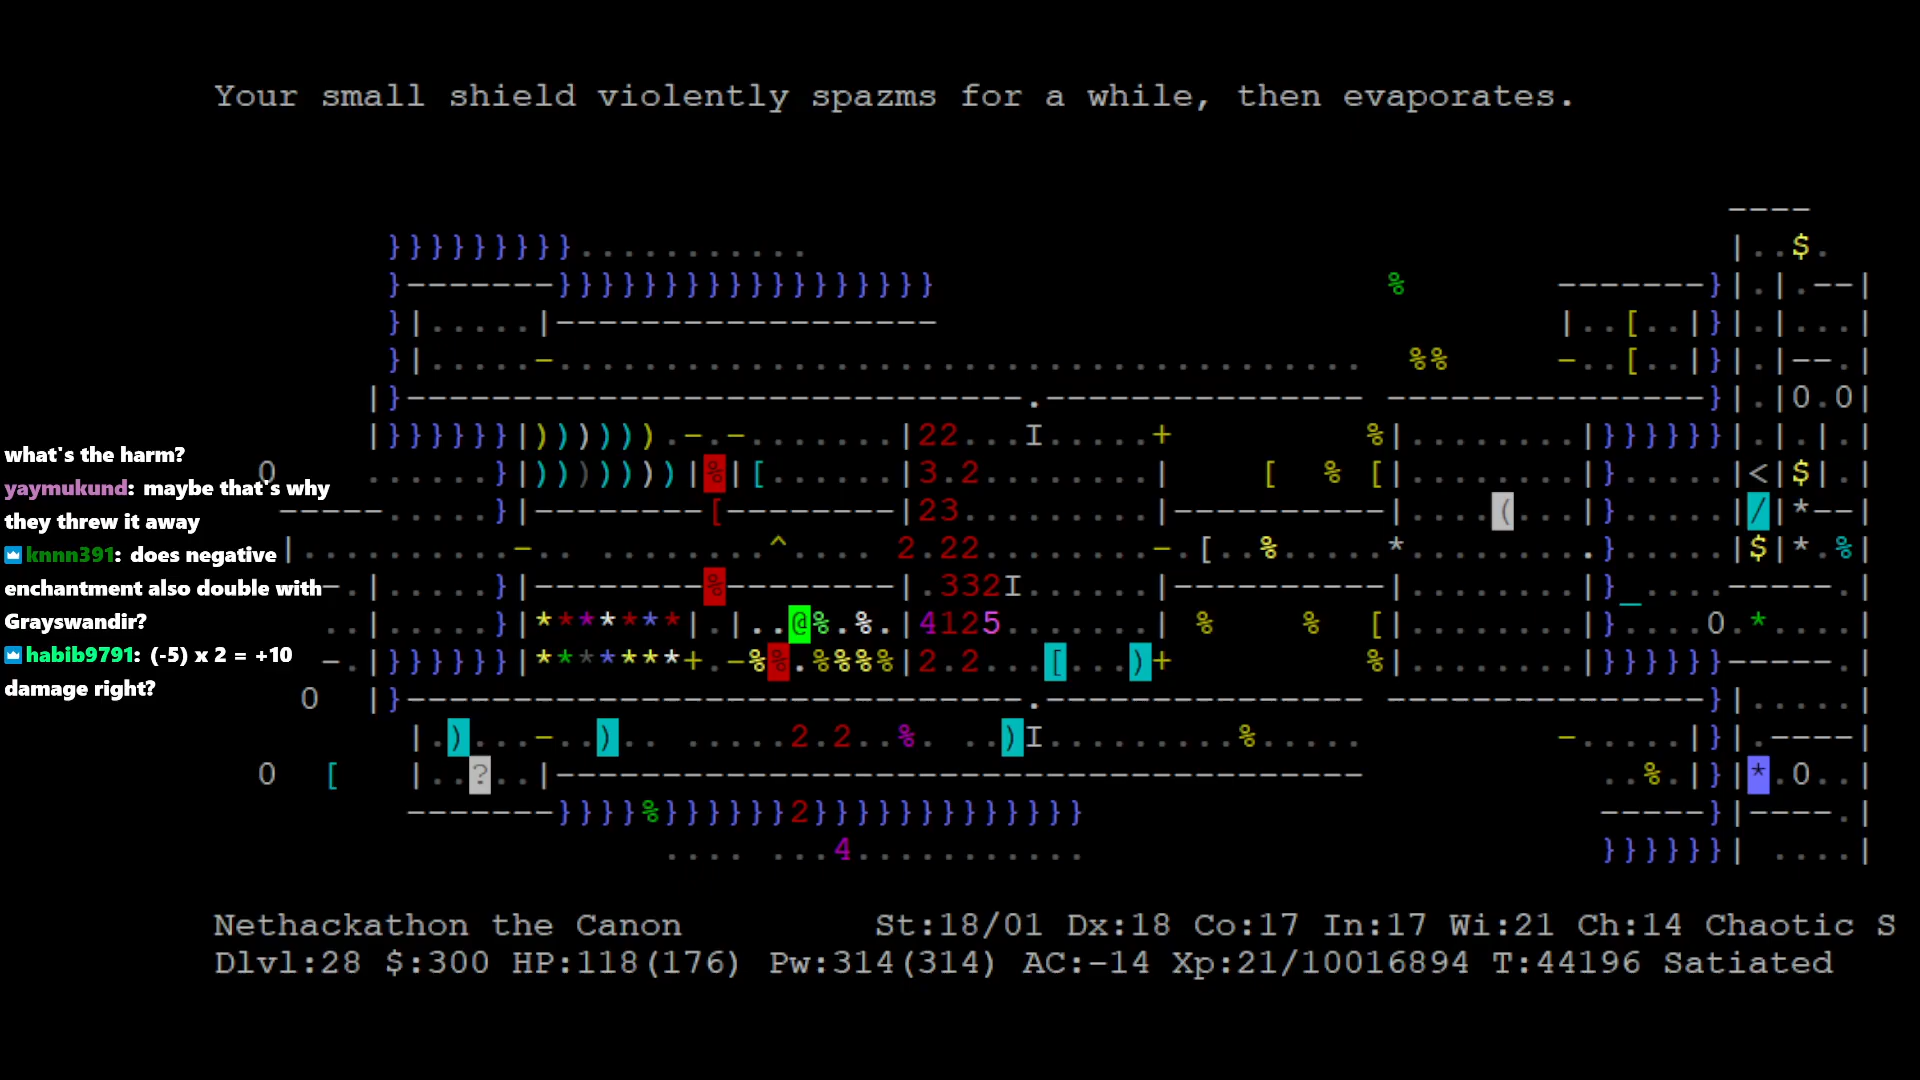 Your small shield violently spazms for a while, then evaporates.
what's the harm?
yaymukund: maybe that's why
they threw it away
knnn391: does negative
enchantment also double with
Grayswandir?
habib9791: (-5) x 2 = +10
damage right?
Nethackathon the Canon St:18/01 Dx:18 Co:17 In:17 Wi:21 Ch:14 Chaotic S
Dlvl:28 $:300 HP:118(176) Pw:314(314) AC:-14 Xp:21/10016894 T:44196 Satiated